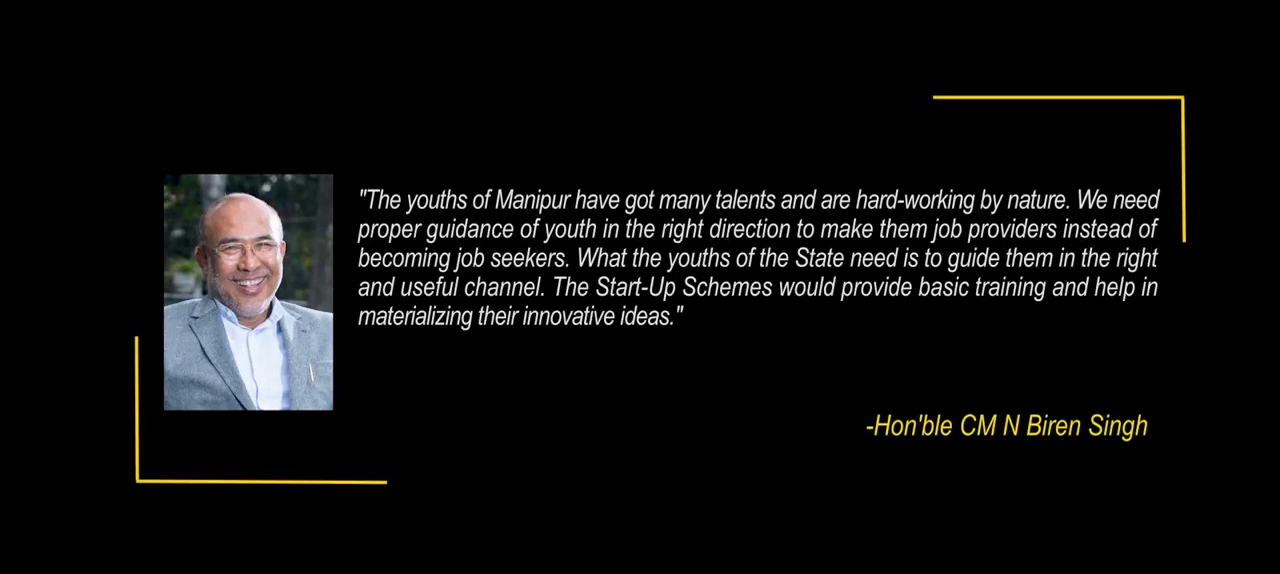 "The youths of Manipur have got many talents and are hard-working by nature. We need
proper guidance of youth in the right direction to make them job providers instead of
becoming job seekers. What the youths of the State need is to guide them in the right
and useful channel. The Start-Up Schemes would provide basic training and help in
materializing their innovative ideas."
-Hon'ble CM N Biren Singh